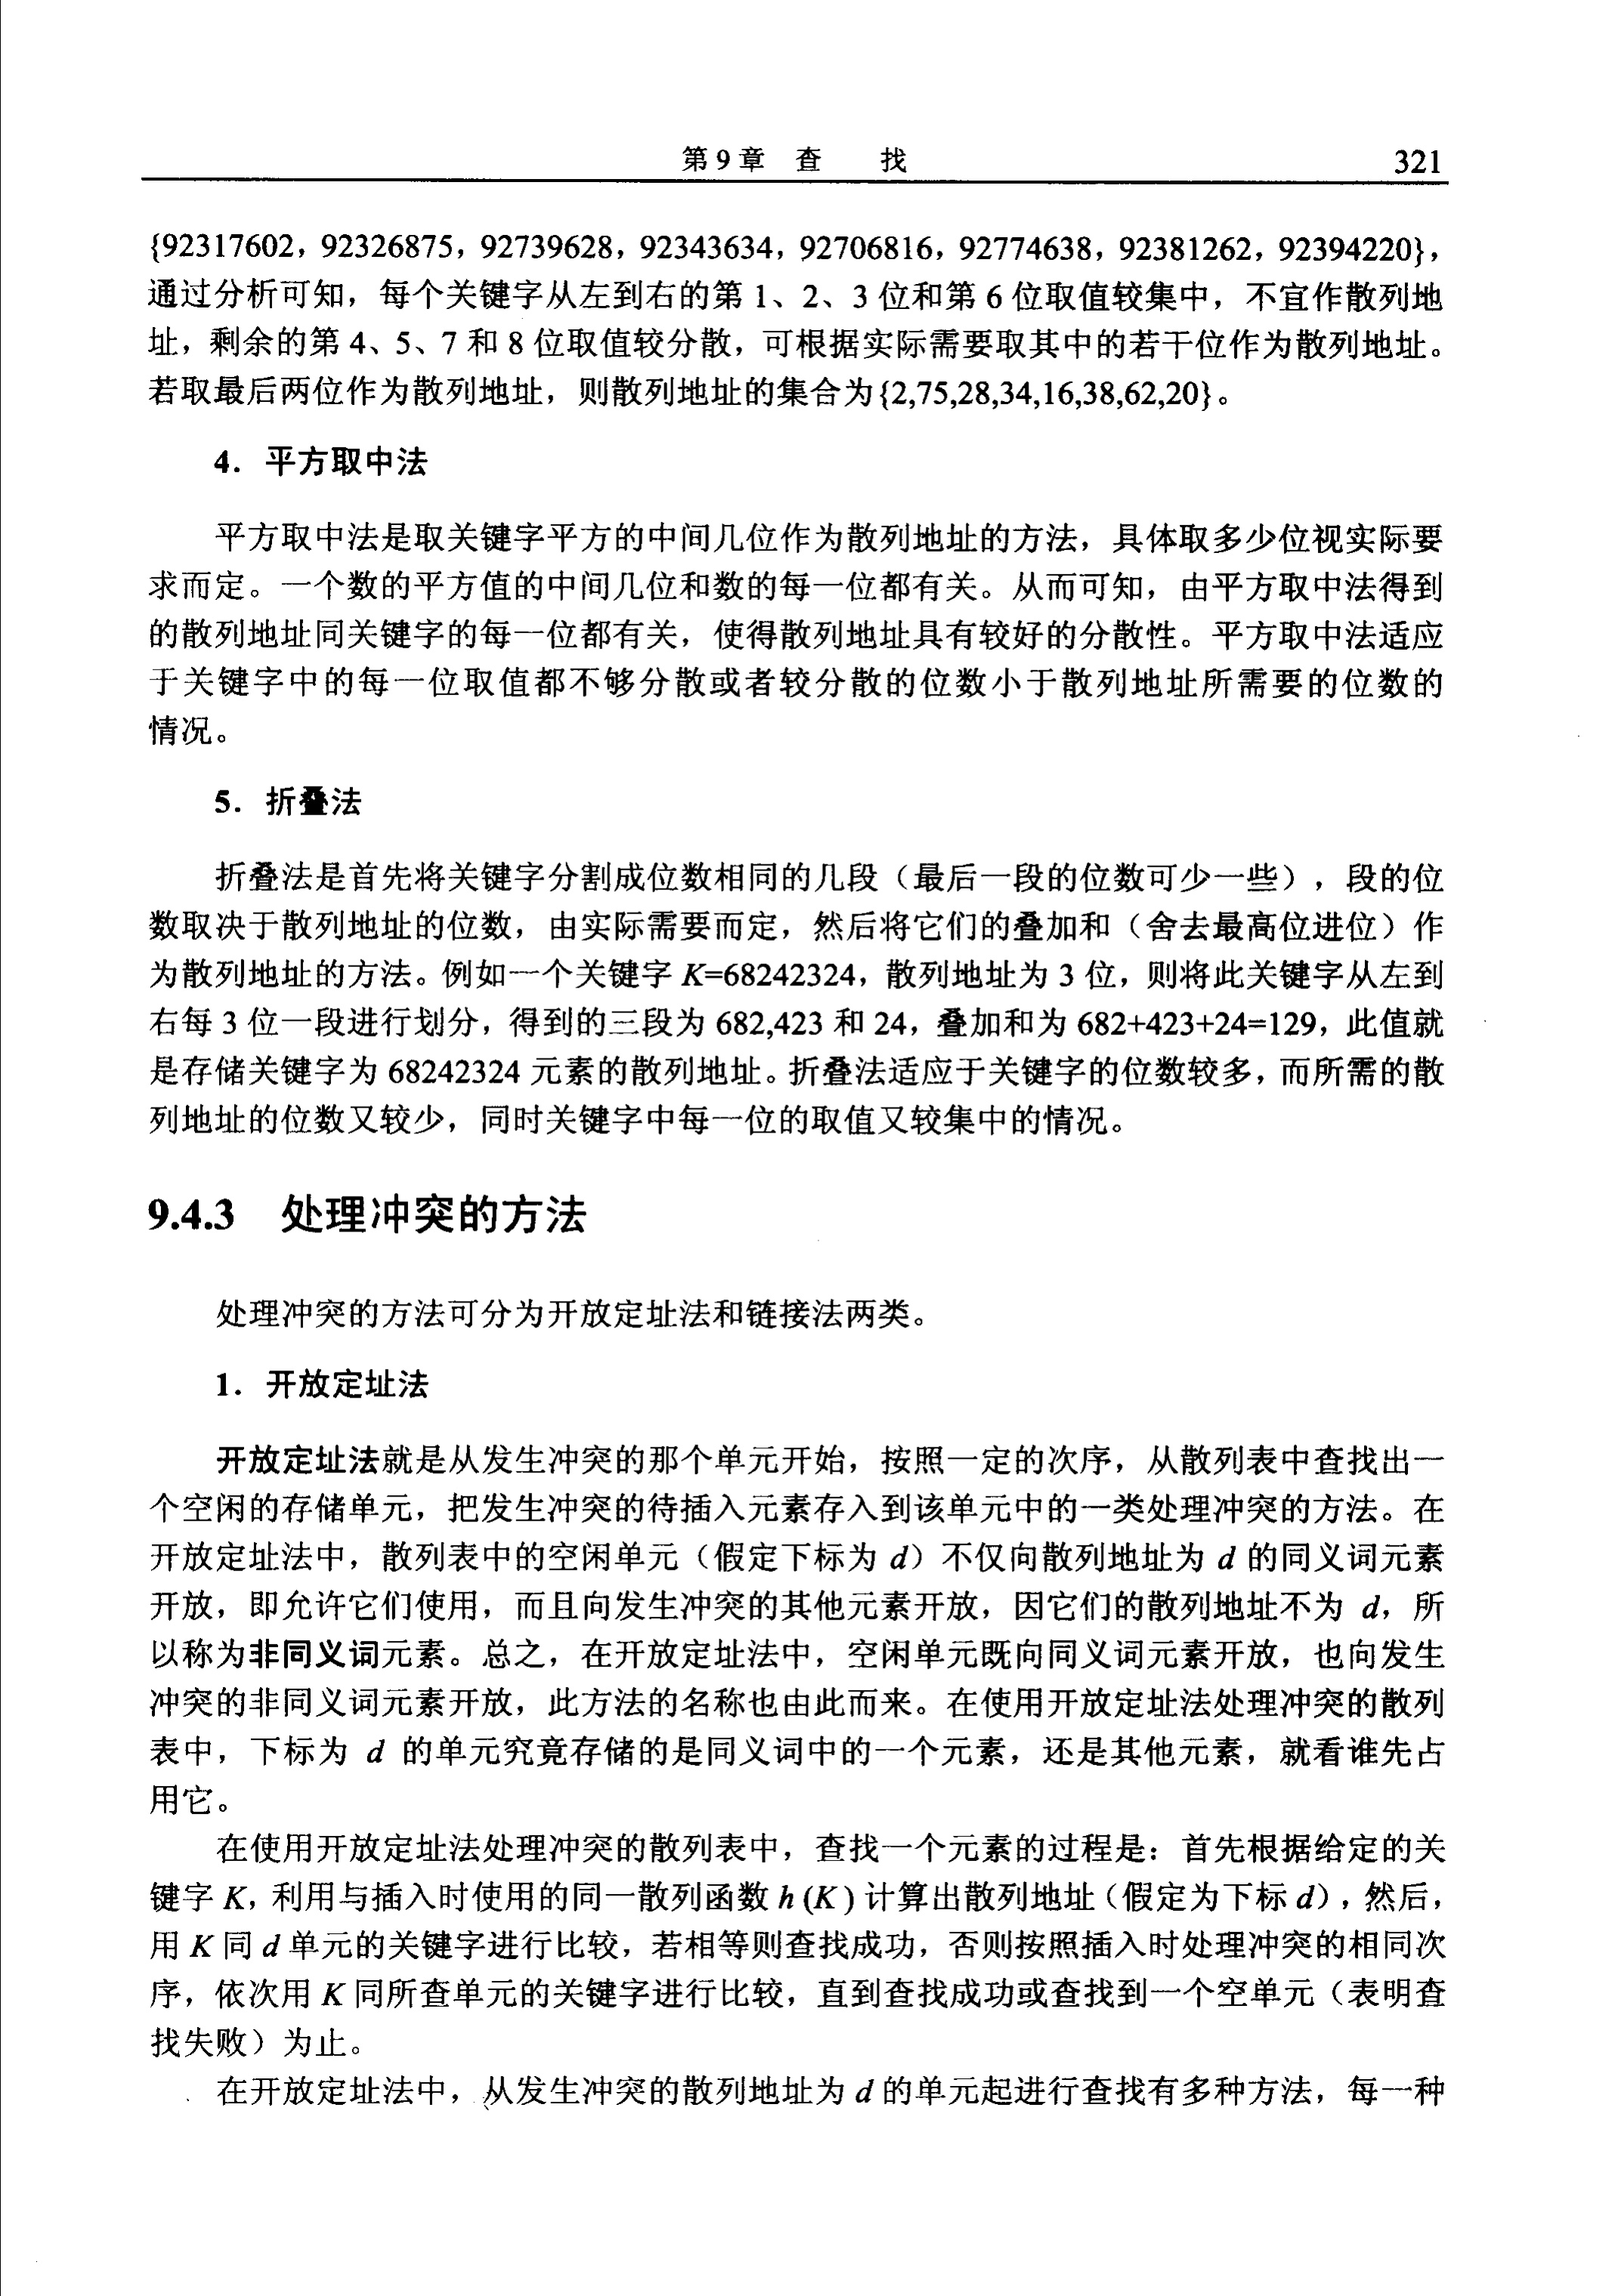 第9章 查 找 321
{92317602，92326875，92739628，92343634，92706816，92774638，92381262，92394220}，
通过分析可知，每个关键字从左到右的第 1、2、3 位和第 6 位取值较集中，不宜作散列地
址，剩余的第 4、5、7 和 8 位取值较分散，可根据实际需要取其中的若干位作为散列地址。
若取最后两位作为散列地址，则散列地址的集合为{2,75,28,34,16,38,62,20}。
4．平方取中法
平方取中法是取关键字平方的中间几位作为散列地址的方法，具体取多少位视实际要
求而定。一个数的平方值的中间几位和数的每一位都有关。从而可知，由平方取中法得到
的散列地址同关键字的每一位都有关，使得散列地址具有较好的分散性。平方取中法适应
于关键字中的每一位取值都不够分散或者较分散的位数小于散列地址所需要的位数的
情况。
5．折叠法
折叠法是首先将关键字分割成位数相同的几段（最后一段的位数可少一些），段的位
数取决于散列地址的位数，由实际需要而定，然后将它们的叠加和（舍去最高位进位）作
为散列地址的方法。例如一个关键字 K=68242324，散列地址为 3 位，则将此关键字从左到
右每 3 位一段进行划分，得到的三段为 682,423 和 24，叠加和为 682+423+24=129，此值就
是存储关键字为 68242324 元素的散列地址。折叠法适应于关键字的位数较多，而所需的散
列地址的位数又较少，同时关键字中每一位的取值又较集中的情况。
9.4.3 处理冲突的方法
处理冲突的方法可分为开放定址法和链接法两类。
1．开放定址法
开放定址法就是从发生冲突的那个单元开始，按照一定的次序，从散列表中查找出一
个空闲的存储单元，把发生冲突的待插入元素存入到该单元中的一类处理冲突的方法。在
开放定址法中，散列表中的空闲单元（假定下标为 d）不仅向散列地址为 d 的同义词元素
开放，即允许它们使用，而且向发生冲突的其他元素开放，因它们的散列地址不为 d，所
以称为非同义词元素。总之，在开放定址法中，空闲单元既向同义词元素开放，也向发生
冲突的非同义词元素开放，此方法的名称也由此而来。在使用开放定址法处理冲突的散列
表中，下标为 d 的单元究竟存储的是同义词中的一个元素，还是其他元素，就看谁先占
用它。
在使用开放定址法处理冲突的散列表中，查找一个元素的过程是：首先根据给定的关
键字 K，利用与插入时使用的同一散列函数 h (K) 计算出散列地址（假定为下标 d），然后，
用 K 同 d 单元的关键字进行比较，若相等则查找成功，否则按照插入时处理冲突的相同次
序，依次用 K 同所查单元的关键字进行比较，直到查找成功或查找到一个空单元（表明查
找失败）为止。
在开放定址法中，从发生冲突的散列地址为 d 的单元起进行查找有多种方法，每一种